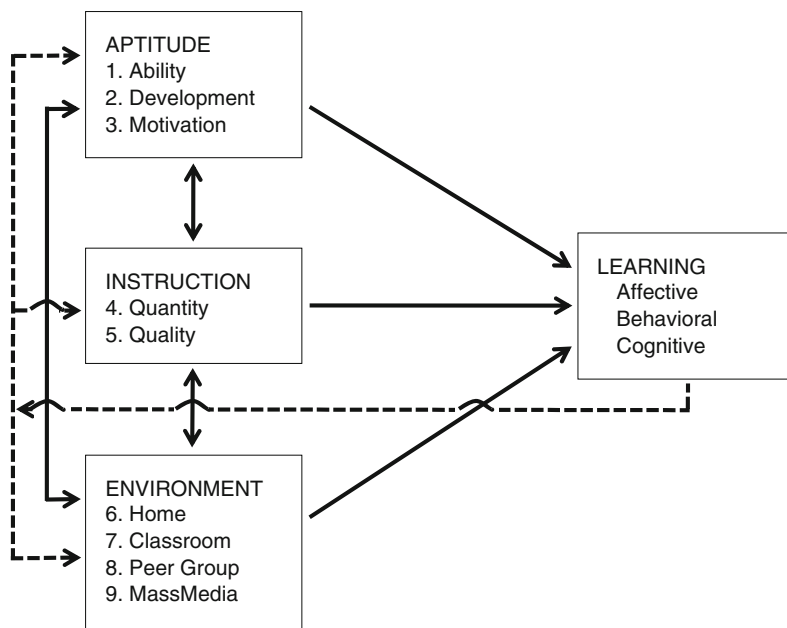 APTITUDE
1. Ability
2. Development
3. Motivation
INSTRUCTION
4. Quantity
5. Quality
ENVIRONMENT
6. Home
7. Classroom
8. Peer Group
9. MassMedia
LEARNING
Affective
Behavioral
Cognitive